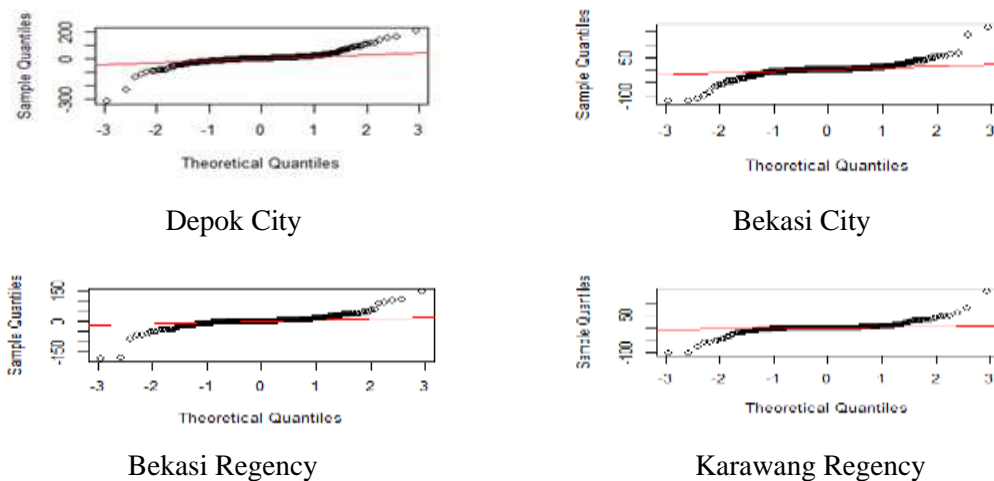 Sample Quantiles
200
0
-300
-3 -2 -1 0 1 2 3
Theoretical Quantiles
Depok City
Sample Quantiles
50
-100
-3 -2 -1 0 1 2 3
Theoretical Quantiles
Bekasi City
Sample Quantiles
150
0
-150
-3 -2 -1 0 1 2 3
Theoretical Quantiles
Bekasi Regency
Sample Quantiles
50
-100
-3 -2 -1 0 1 2 3
Theoretical Quantiles
Karawang Regency